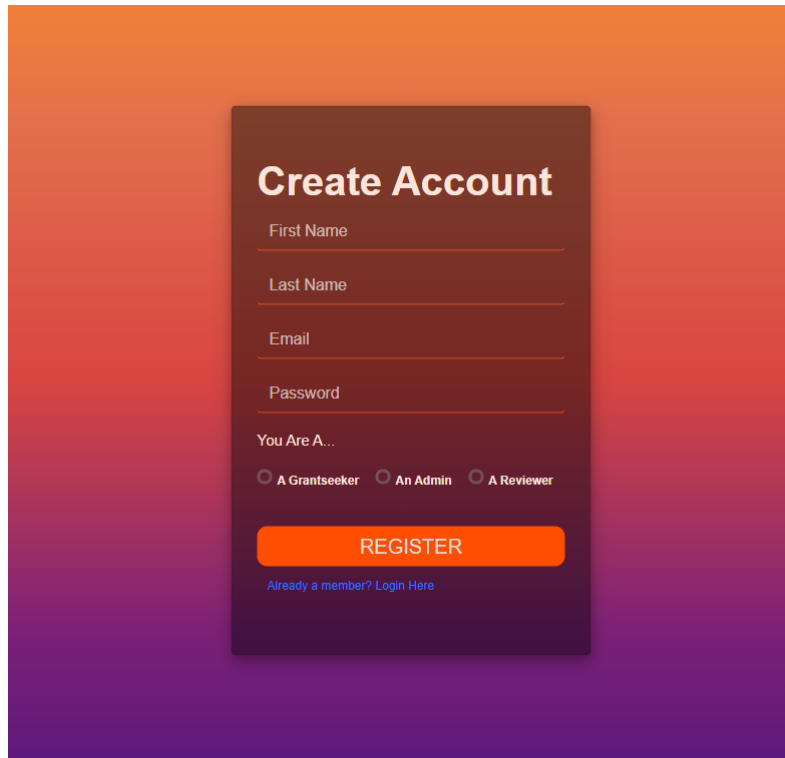 Create Account
First Name
Last Name
Email
Password
You Are A...
A Grantseeker An Admin A Reviewer
REGISTER
Already a member? Login Here